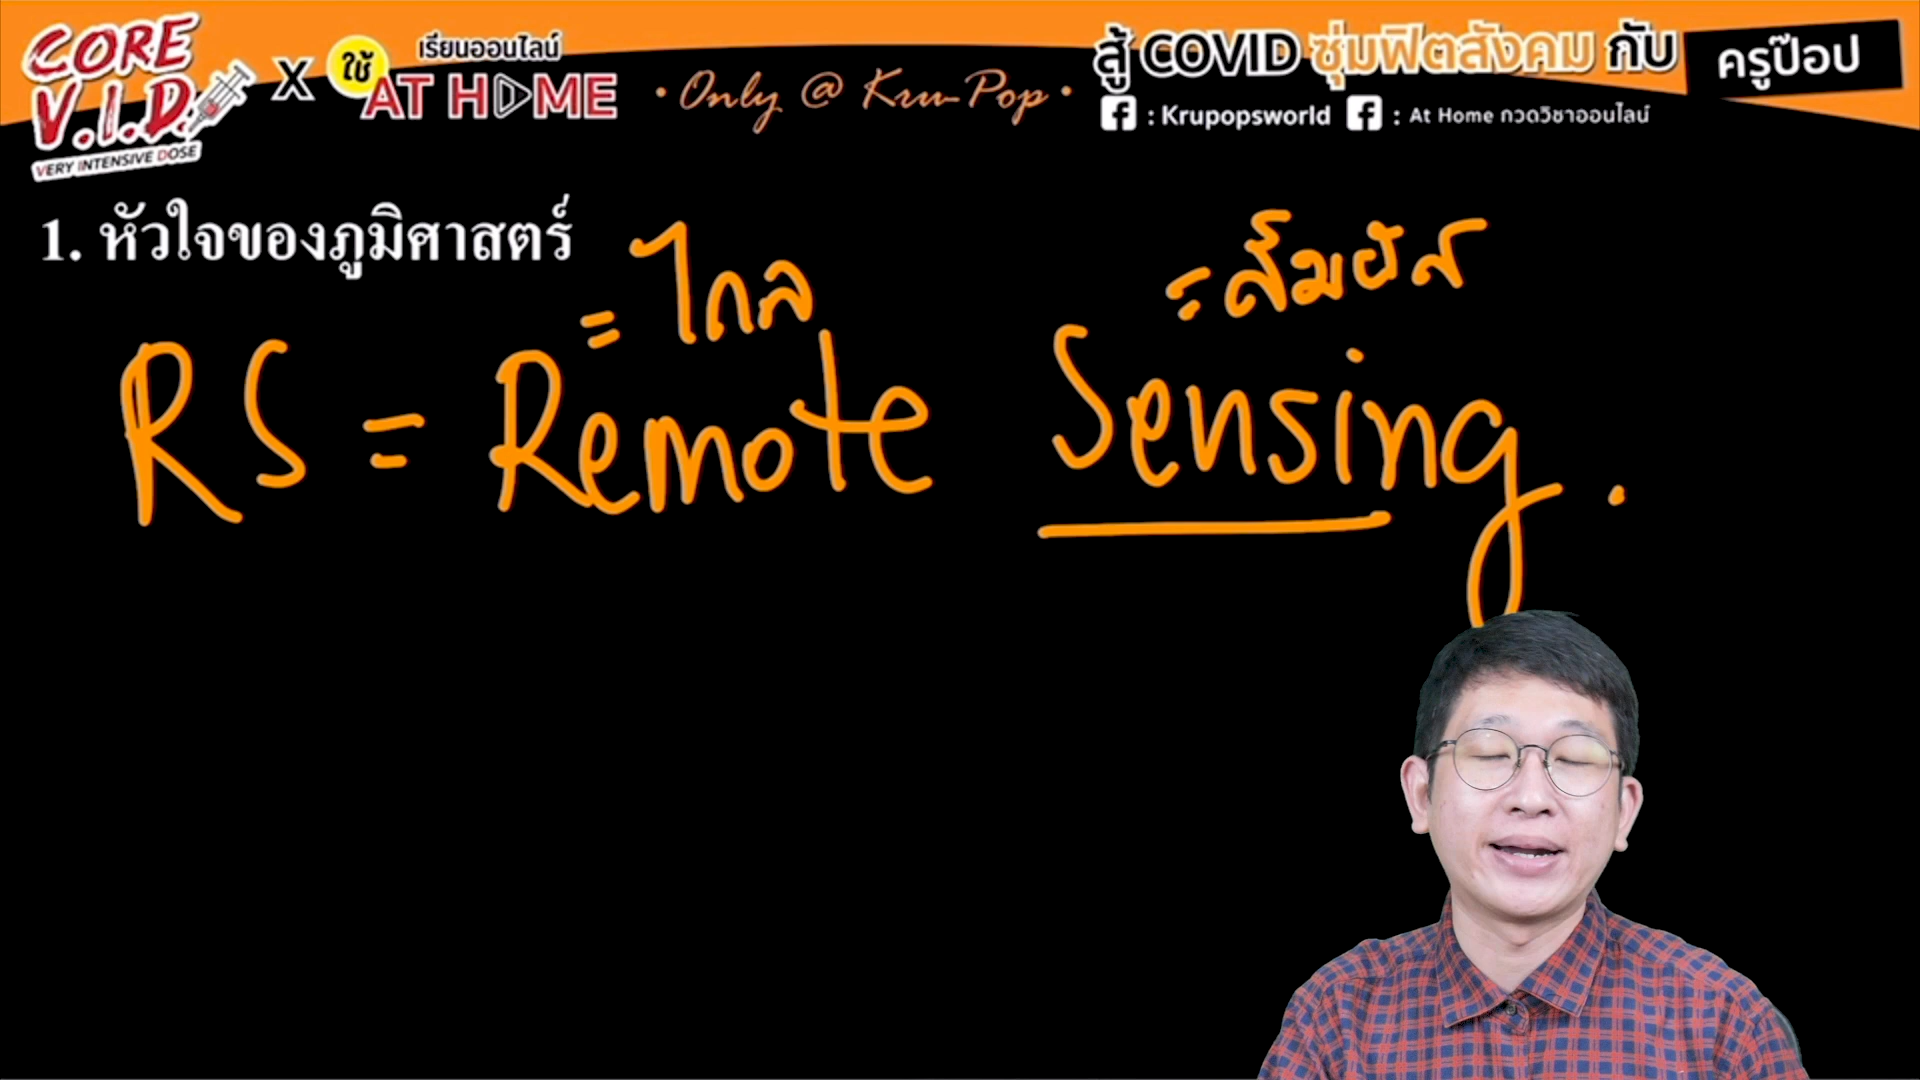 CORE
V.I.D.
VERY INTENSIVE DOSE
X
ใช้
เรียนออนไลน์
AT HOME
• Only @ Kru-Pop •
สู้ COVID ซุ่มฟิตสังคม กับ ครูป๊อป
: Krupopsworld : At Home กวดวิชาออนไลน์
1. หัวใจของภูมิศาสตร์
= ไกล = สัมผัส
RS = Remote Sensing.